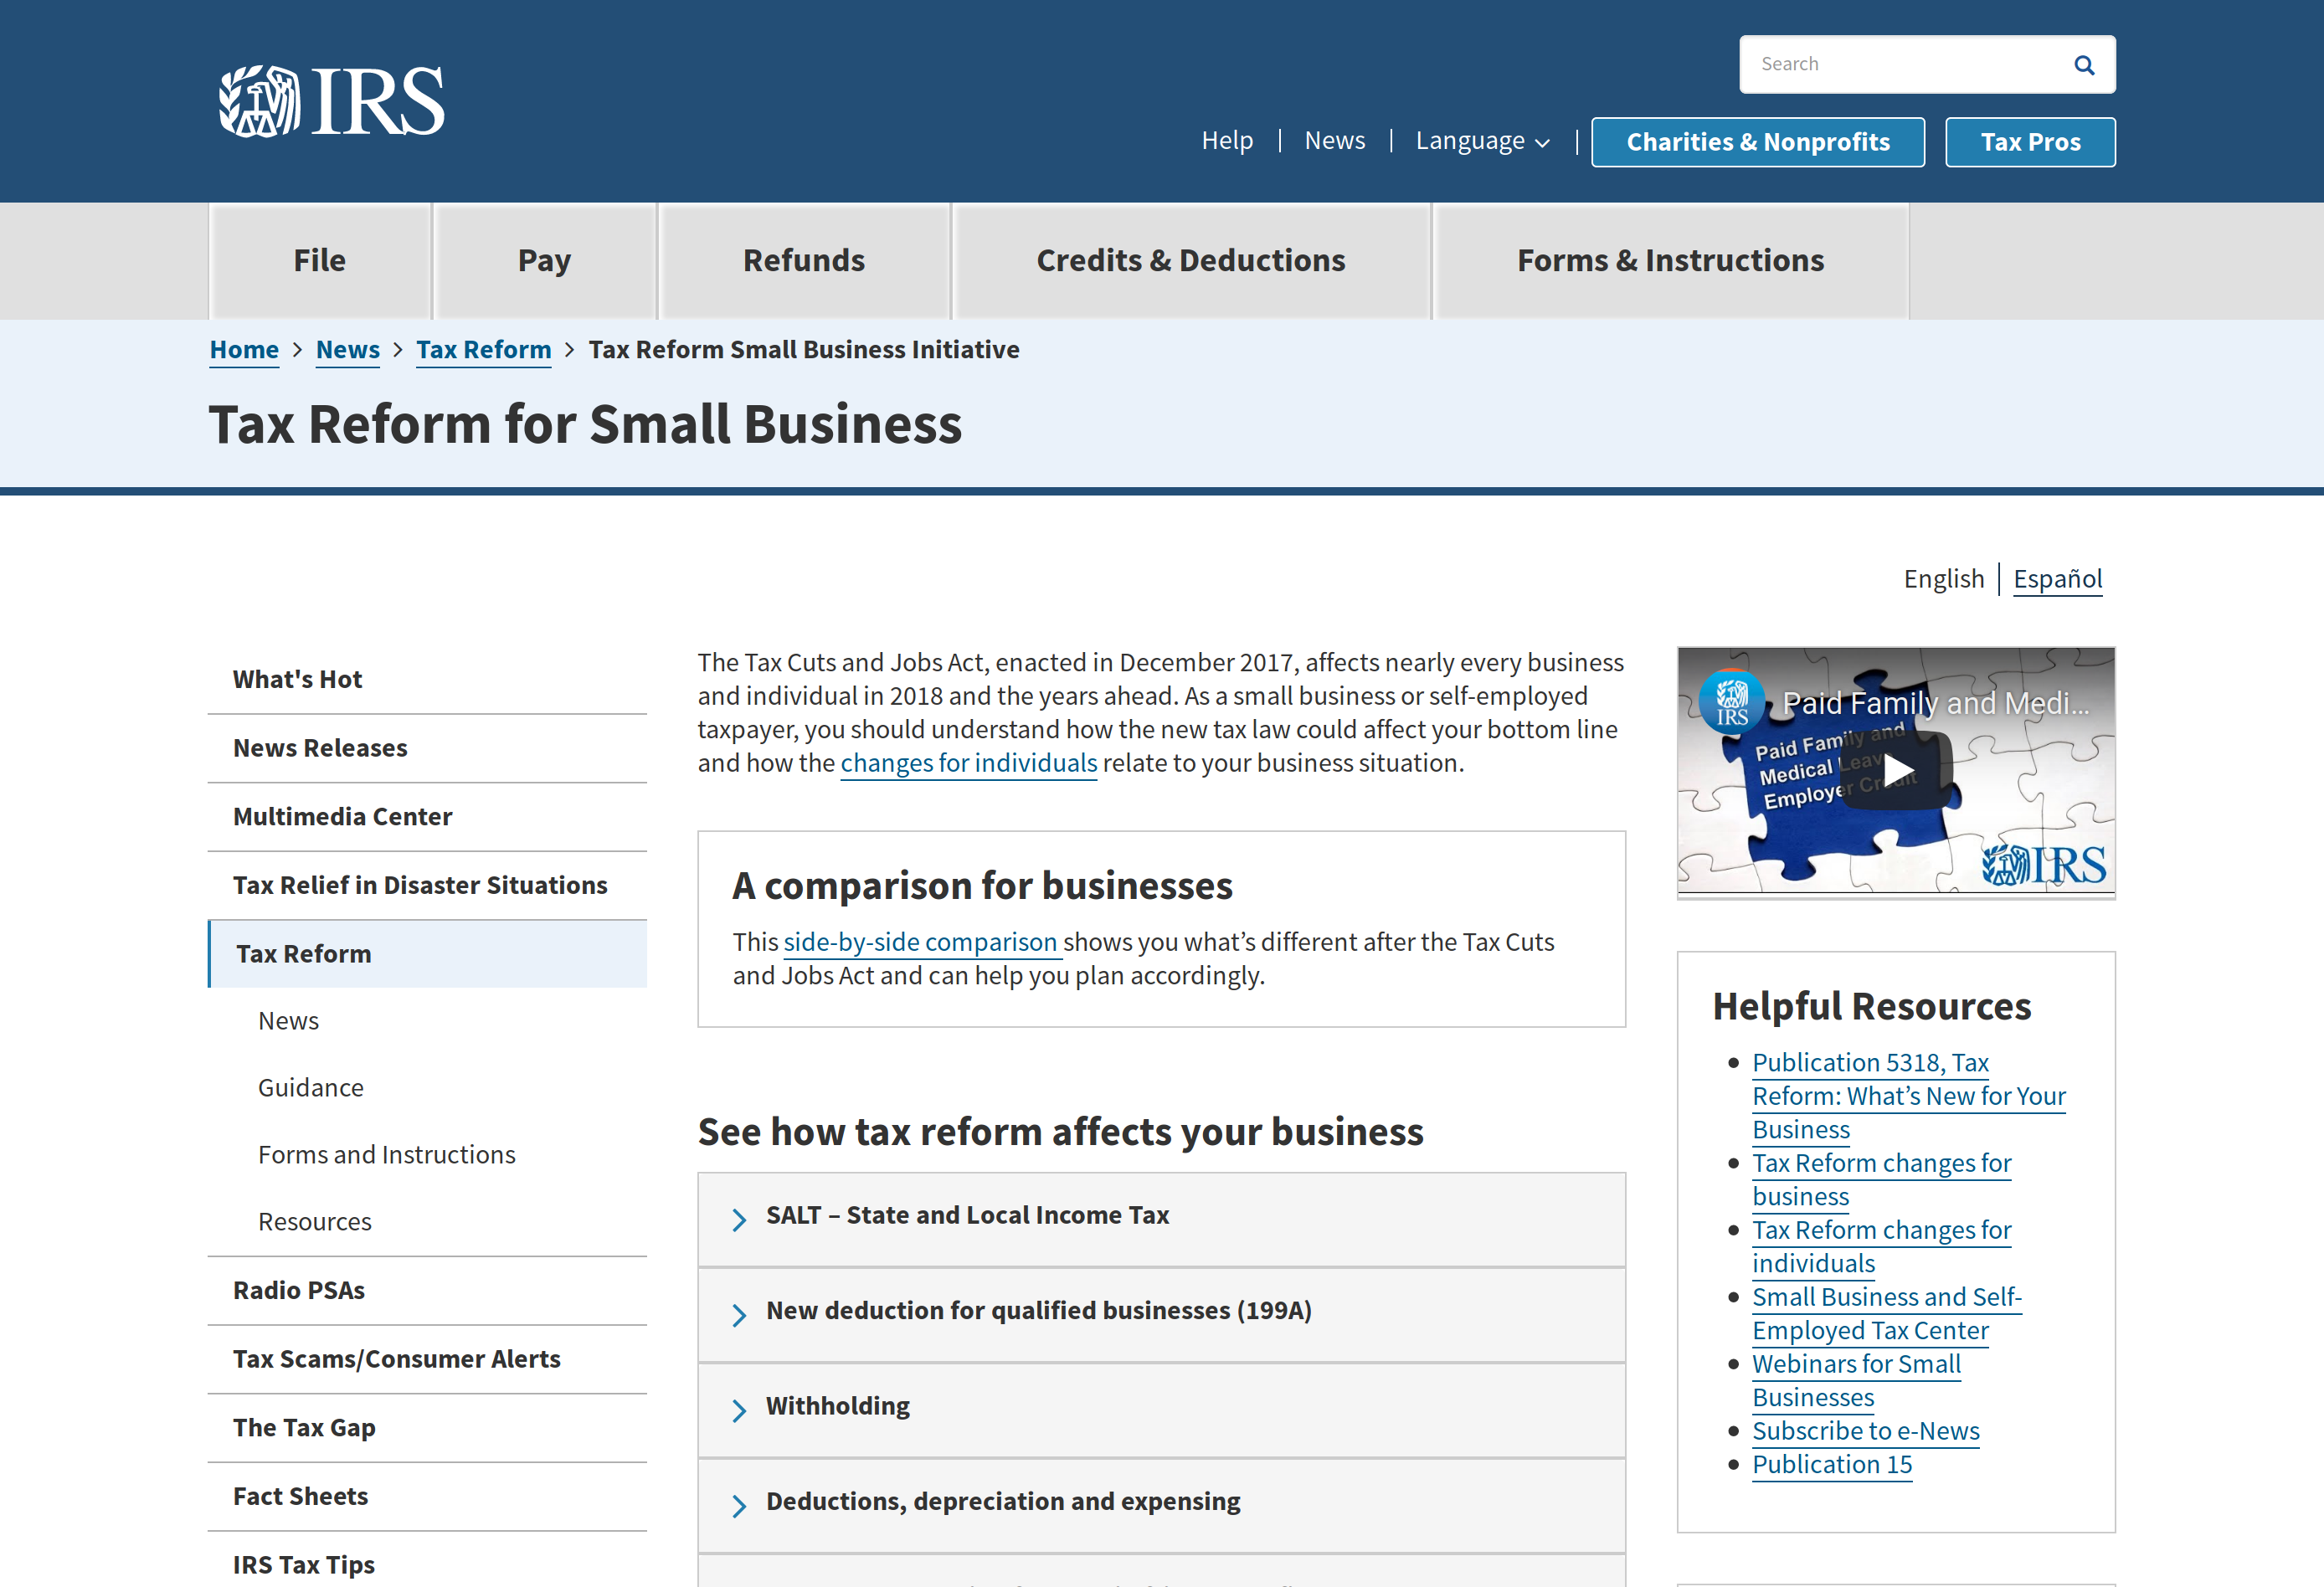 IRS
Search
Help
News
Language
Charities & Nonprofits
Tax Pros
File
Pay
Refunds
Credits & Deductions
Forms & Instructions
Home > News > Tax Reform > Tax Reform Small Business Initiative
Tax Reform for Small Business
English
Español
What's Hot
News Releases
Multimedia Center
Tax Relief in Disaster Situations
Tax Reform
News
Guidance
Forms and Instructions
Resources
Radio PSAs
Tax Scams/Consumer Alerts
The Tax Gap
Fact Sheets
IRS Tax Tips
The Tax Cuts and Jobs Act, enacted in December 2017, affects nearly every business
and individual in 2018 and the years ahead. As a small business or self-employed
taxpayer, you should understand how the new tax law could affect your bottom line
and how the changes for individuals relate to your business situation.
A comparison for businesses
This side-by-side comparison shows you what’s different after the Tax Cuts
and Jobs Act and can help you plan accordingly.
See how tax reform affects your business
SALT – State and Local Income Tax
New deduction for qualified businesses (199A)
Withholding
Deductions, depreciation and expensing
IRS
Paid Family and Medi...
Paid Family and
Medical Leave
Employer Credit
IRS
Helpful Resources
Publication 5318, Tax
Reform: What’s New for Your
Business
Tax Reform changes for
business
Tax Reform changes for
individuals
Small Business and Self-
Employed Tax Center
Webinars for Small
Businesses
Subscribe to e-News
Publication 15